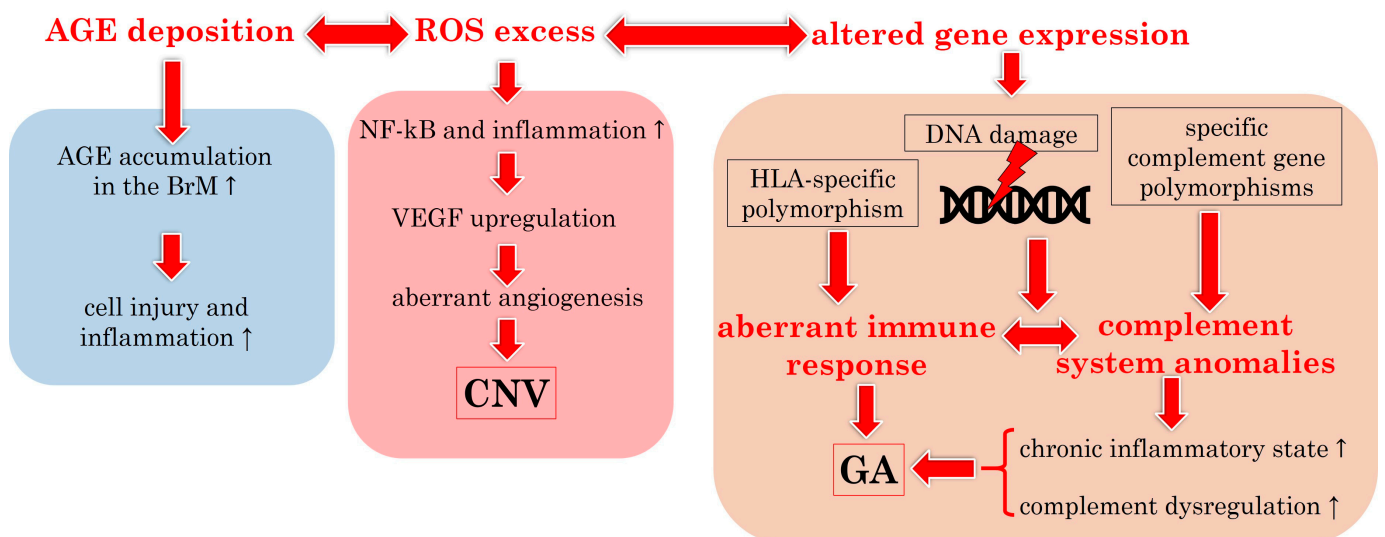 AGE deposition
ROS excess
altered gene expression
AGE accumulation
in the BrM ↑
cell injury and
inflammation ↑
NF-kB and inflammation ↑
VEGF upregulation
aberrant angiogenesis
CNV
HLA-specific
polymorphism
DNA damage
specific
complement gene
polymorphisms
aberrant immune
response
complement
system anomalies
GA
chronic inflammatory state ↑
complement dysregulation ↑